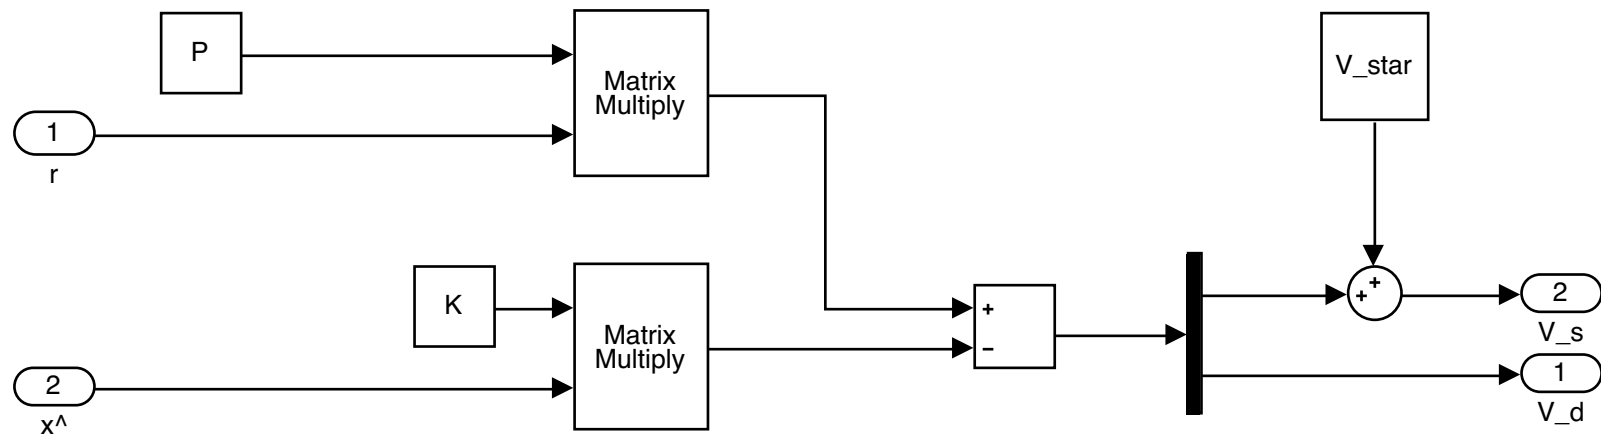 P
V_star
Matrix
Multiply
1
r
K
Matrix
Multiply
+
−
+
+
2
V_s
2
x^
1
V_d